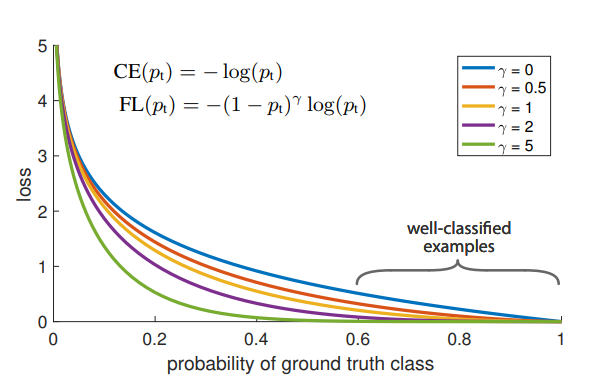 5
4
3
2
1
0
loss
CE(pₜ) = − log(pₜ)
FL(pₜ) = −(1 − pₜ)^γ log(pₜ)
γ = 0
γ = 0.5
γ = 1
γ = 2
γ = 5
well-classified
examples
0 0.2 0.4 0.6 0.8 1
probability of ground truth class